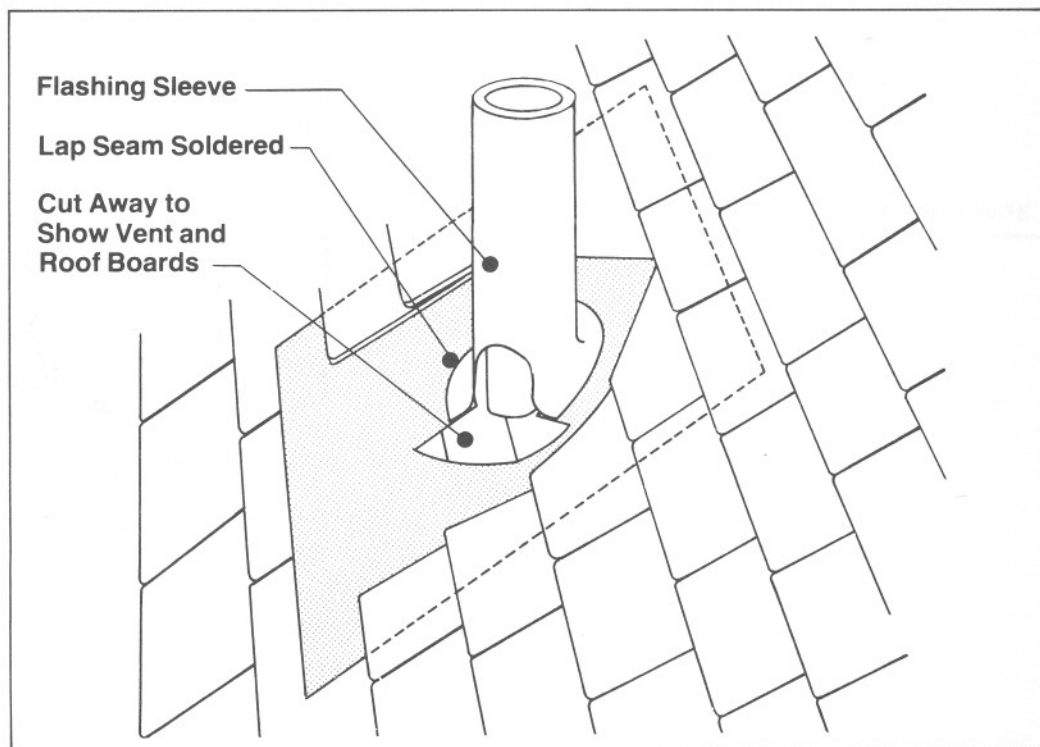 Flashing Sleeve
Lap Seam Soldered
Cut Away to
Show Vent and
Roof Boards